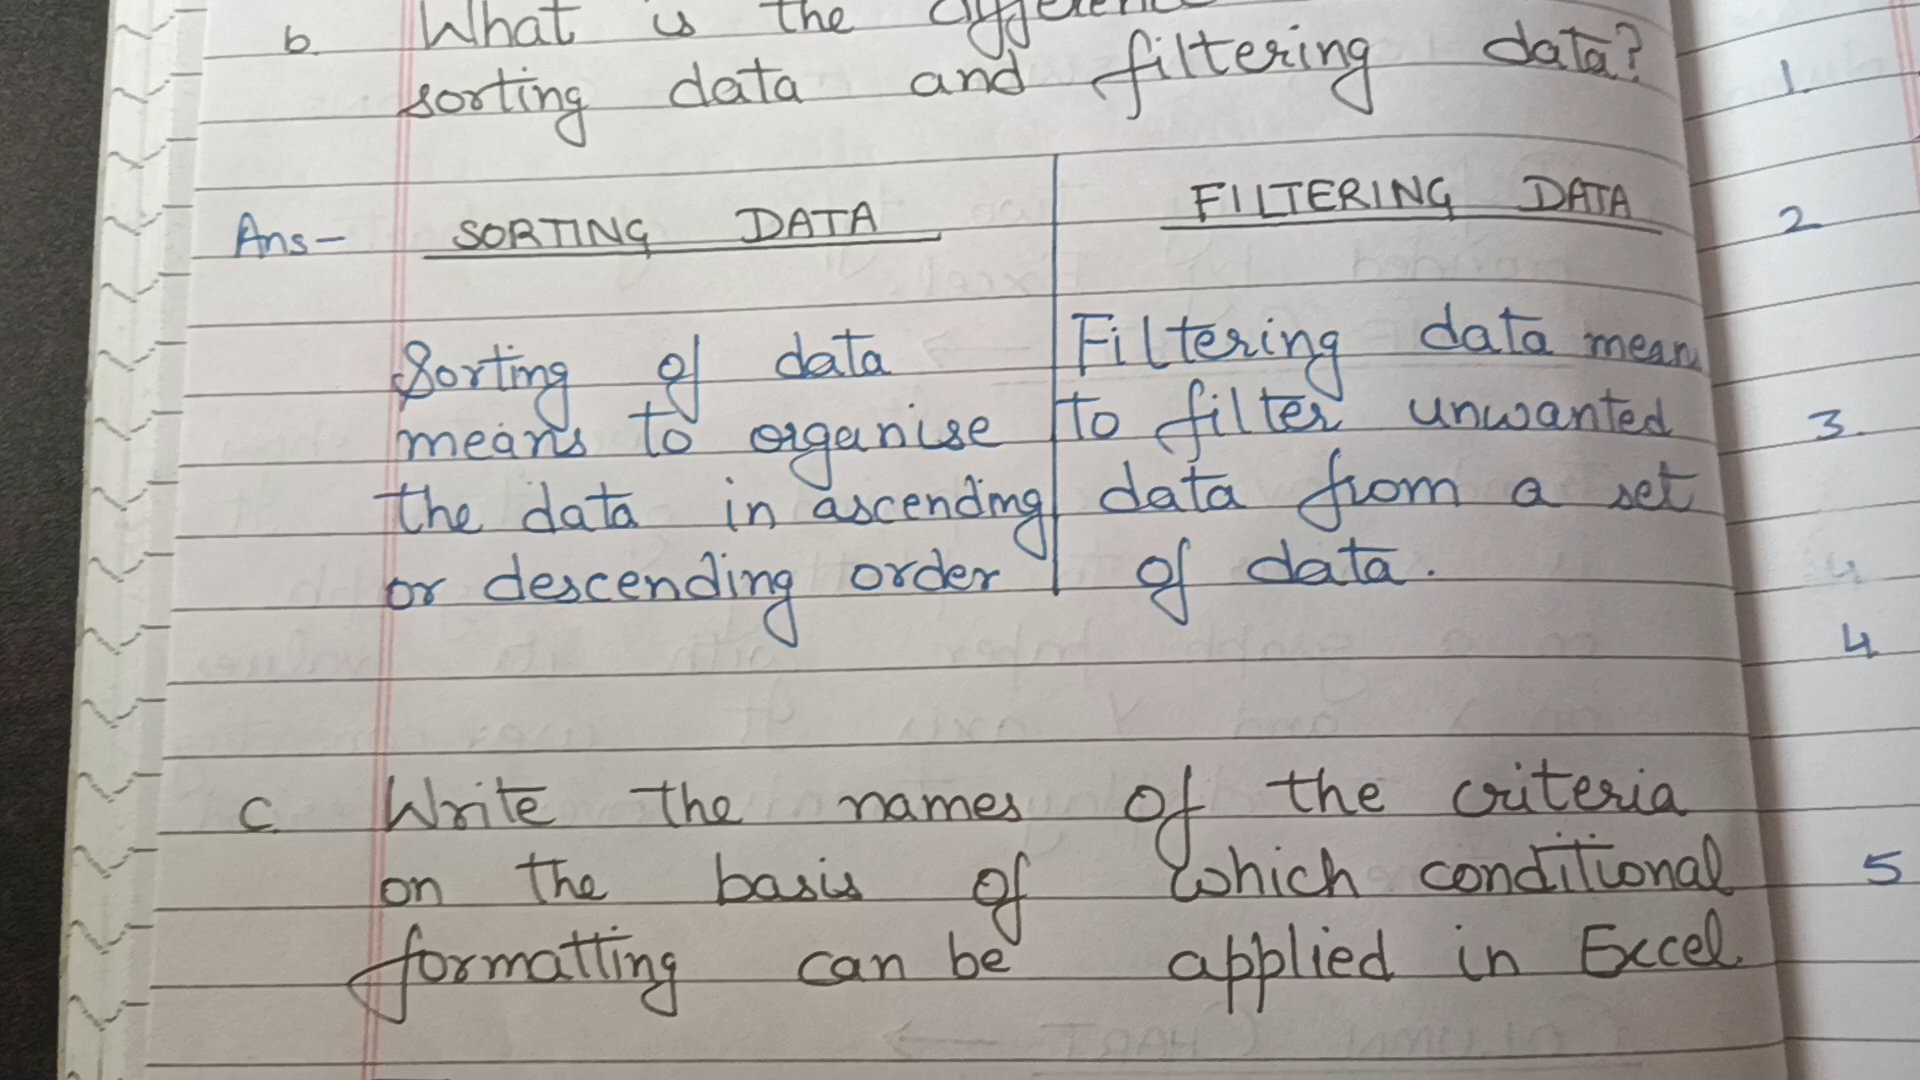 b. What is the difference
sorting data and filtering data?
Ans- SORTING DATA
Sorting of data
means to organise
the data in ascending
or descending order
FILTERING DATA
Filtering data means
to filter unwanted
data from a set
of data.
c. Write the names of the criteria
on the basis of which conditional
formatting can be applied in Excel.
1.
2
3.
4
5